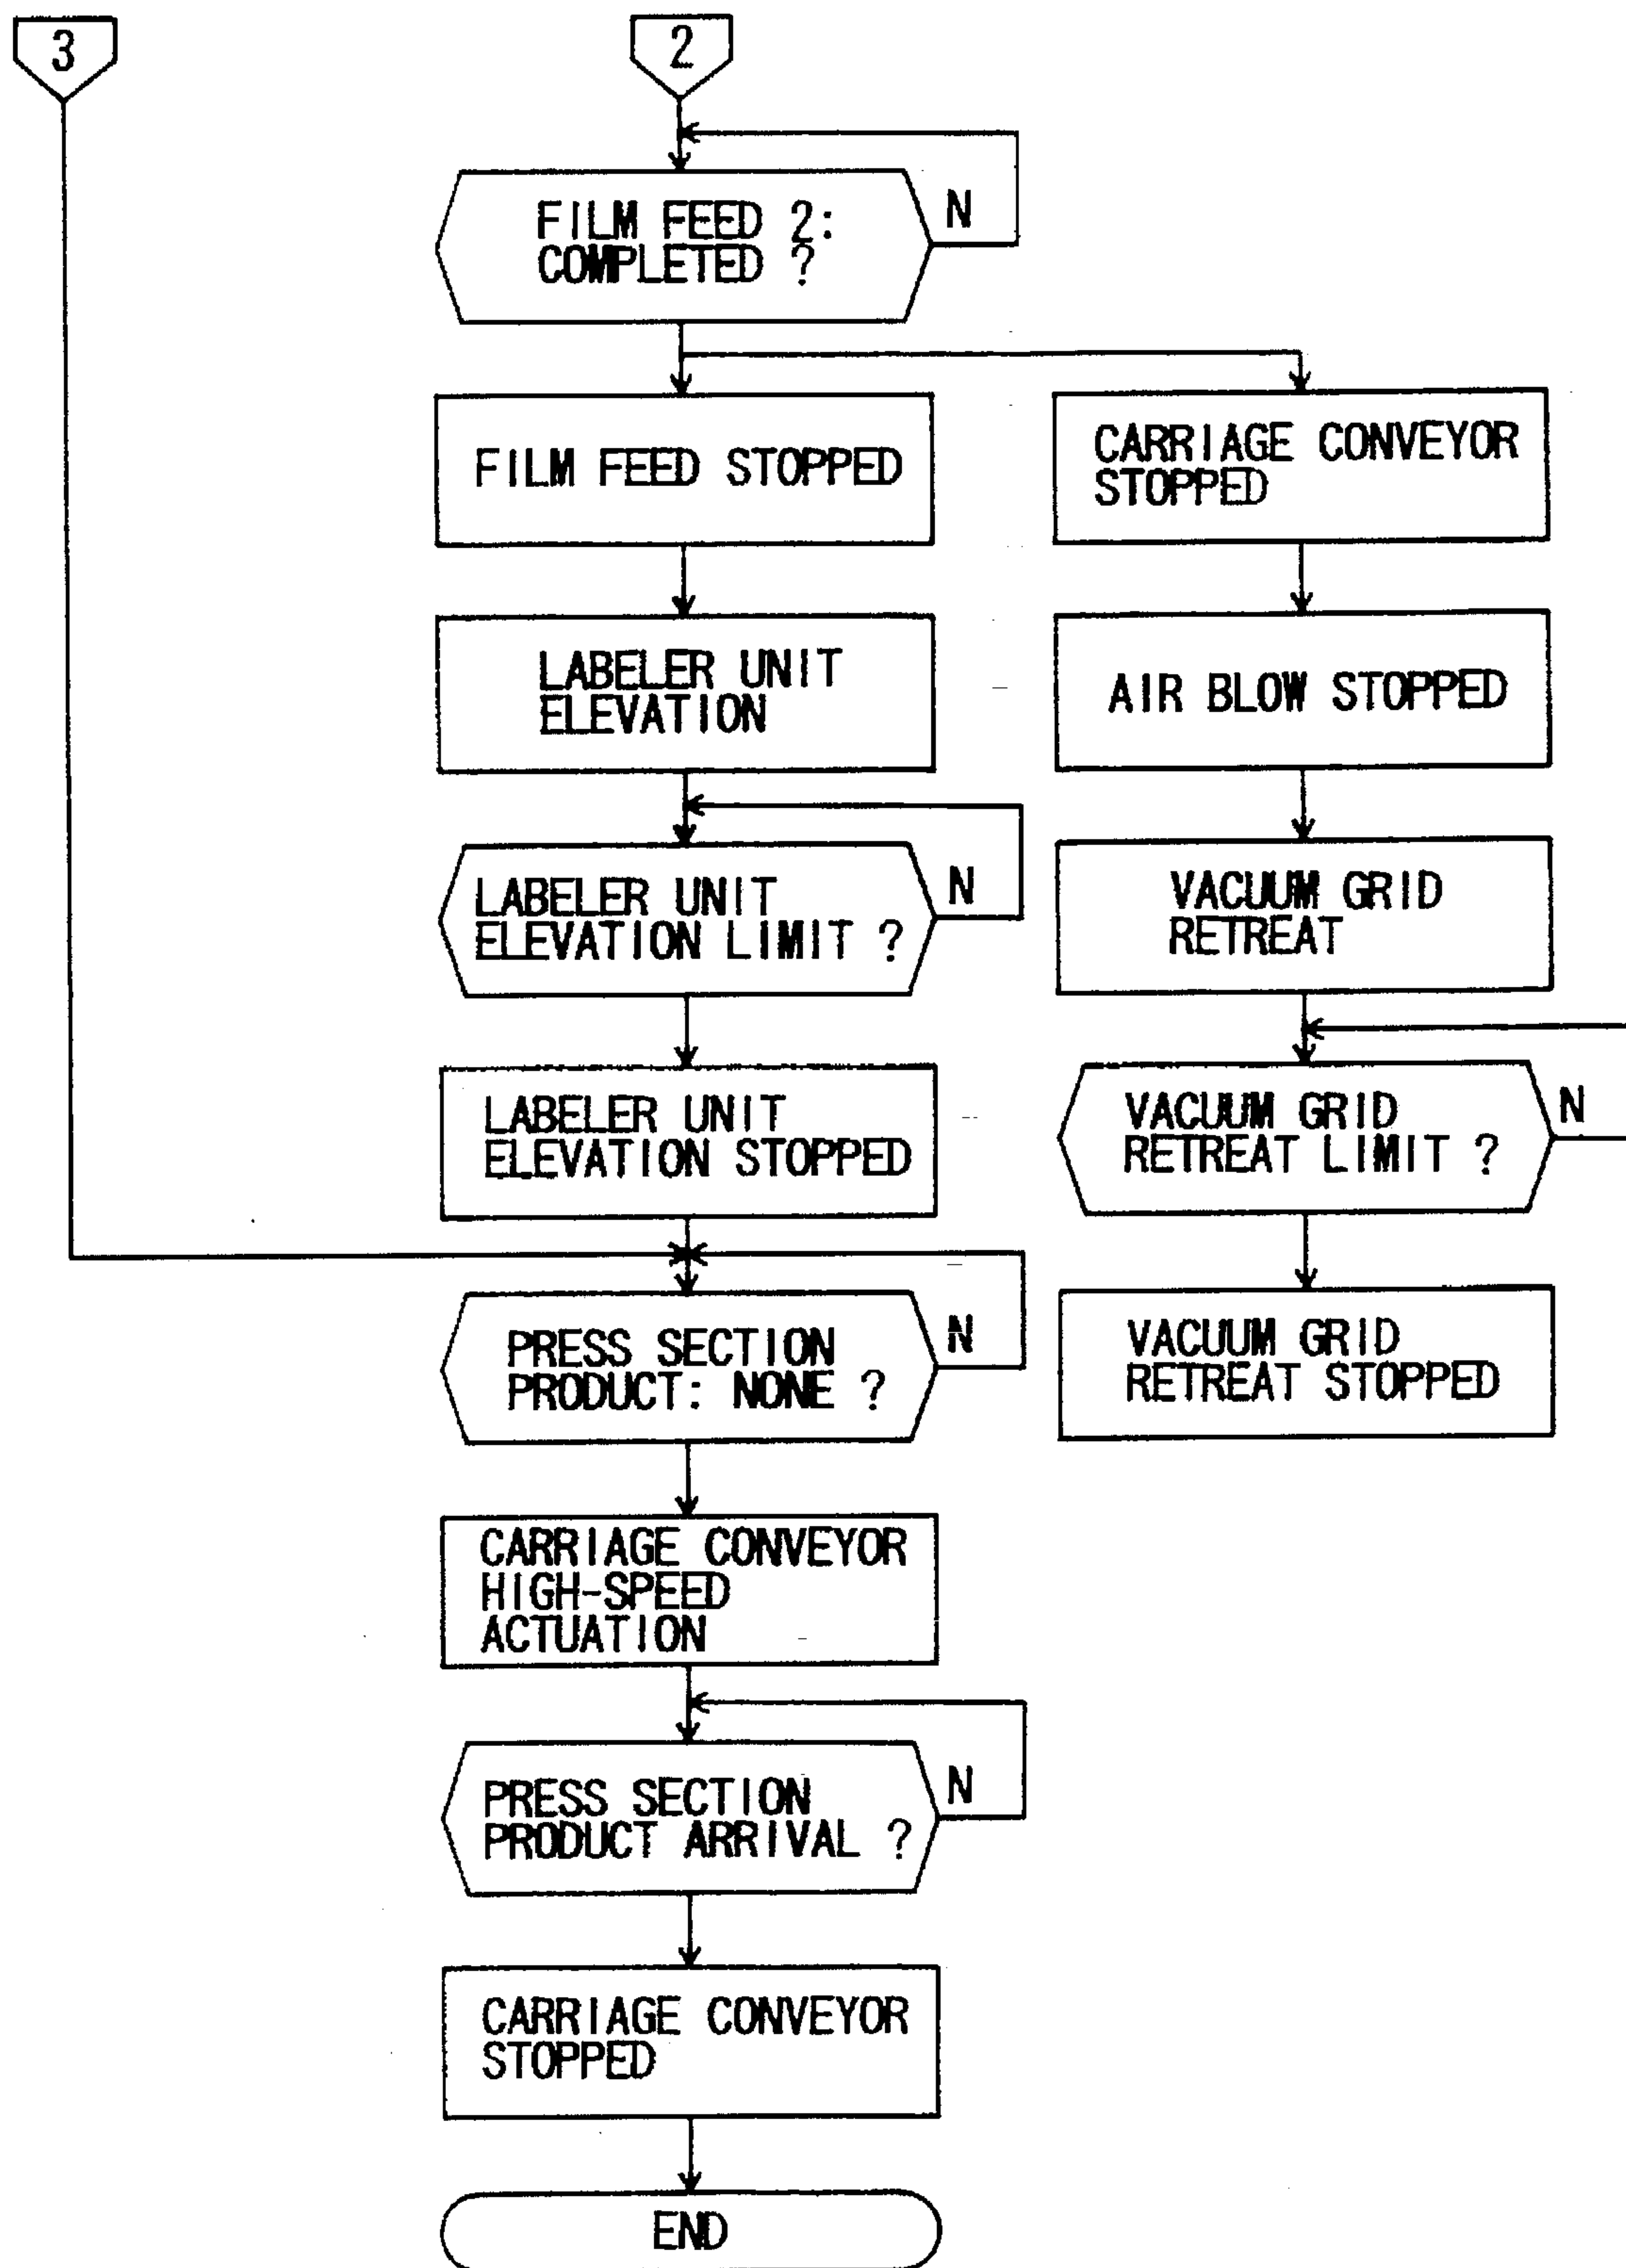 3
2
FILM FEED 2:
COMPLETED ?
N
FILM FEED STOPPED
CARRIAGE CONVEYOR
STOPPED
LABELER UNIT
ELEVATION
AIR BLOW STOPPED
LABELER UNIT
ELEVATION LIMIT ?
N
VACUUM GRID
RETREAT
LABELER UNIT
ELEVATION STOPPED
VACUUM GRID
RETREAT LIMIT ?
N
PRESS SECTION
PRODUCT: NONE ?
N
VACUUM GRID
RETREAT STOPPED
CARRIAGE CONVEYOR
HIGH-SPEED
ACTUATION
PRESS SECTION
PRODUCT ARRIVAL ?
N
CARRIAGE CONVEYOR
STOPPED
END